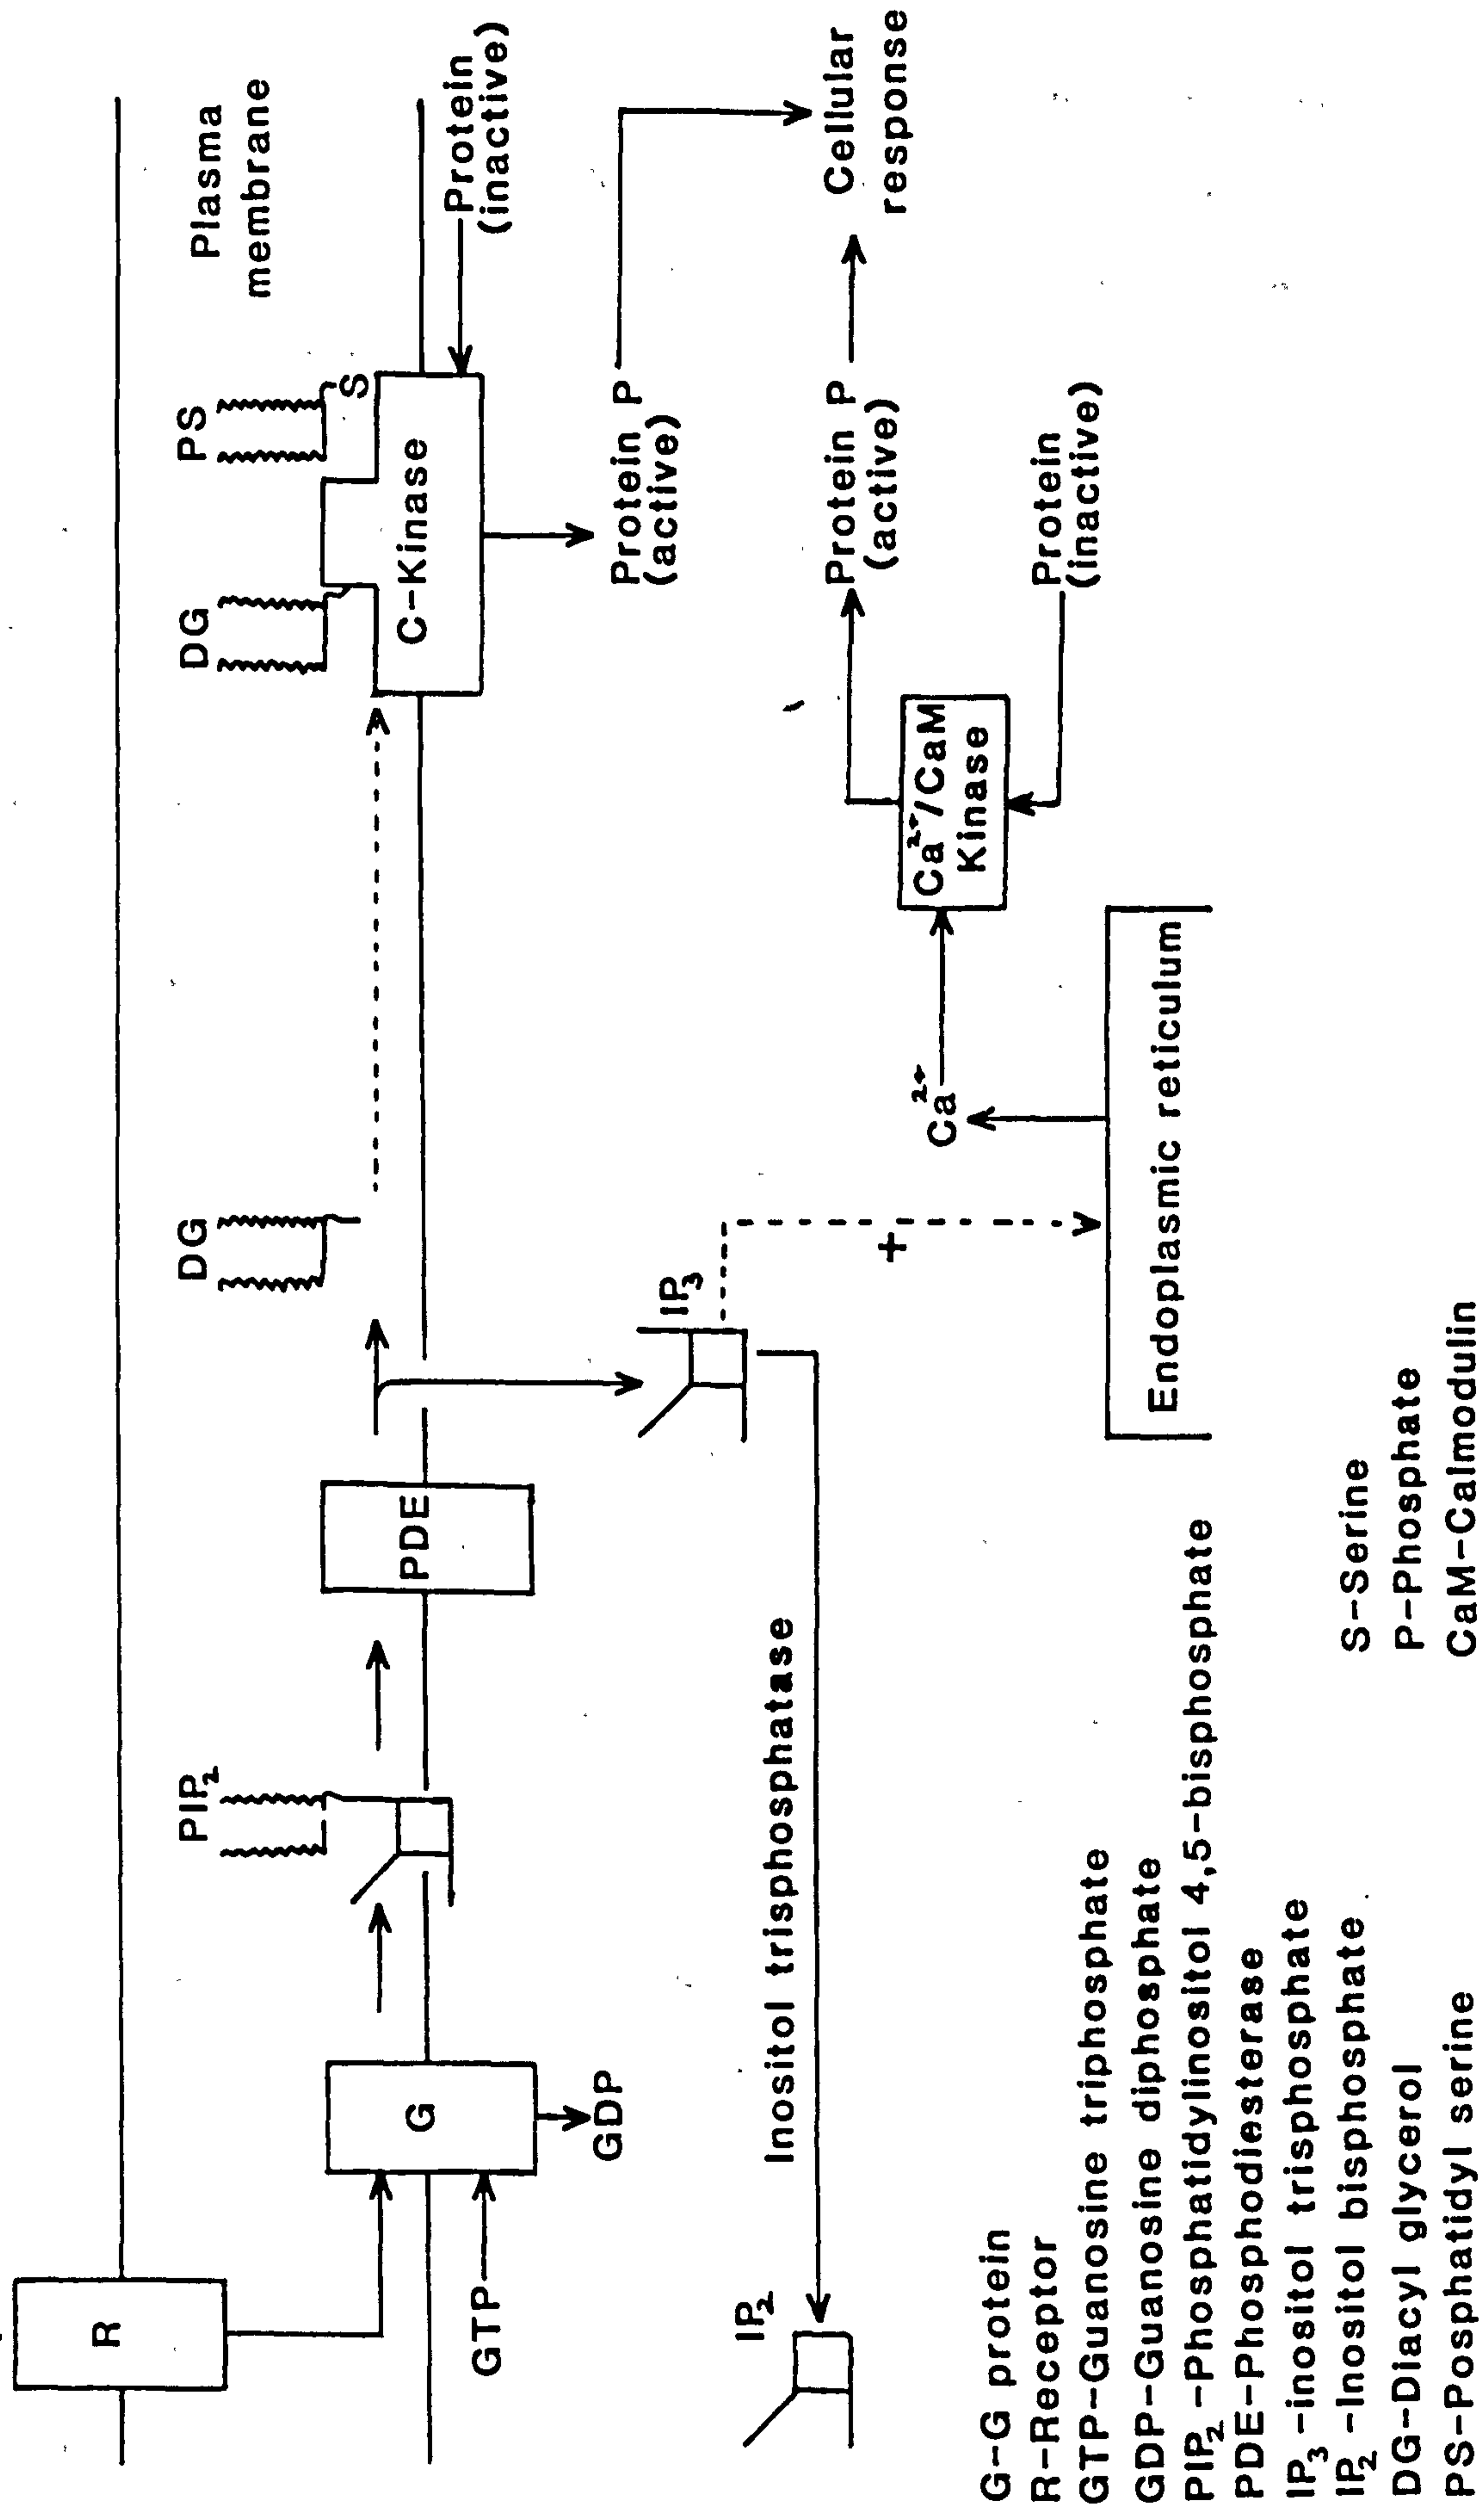 R
Plasma
membrane
PIP2
DG
DG
PS
S
G
PDE
C-Kinase
GTP
GDP
Protein
(inactive)
IP3
Protein P
(active)
Inositol trisphosphatase
IP2
+
Ca2+
Ca2+/CaM
Kinase
Protein P
(active)
Cellular
response
Protein
(inactive)
Endoplasmic reticulum
G-G protein
R-Receptor
GTP-Guanosine triphosphate
GDP-Guanosine diphosphate
PIP2-Phosphatidylinositol 4,5-bisphosphate
PDE-Phosphodiesterase
IP3-inositol trisphosphate
IP2-Inositol bisphosphate
DG-Diacyl glycerol
PS-Posphatidyl serine
S-Serine
P-Phosphate
CaM-Calmodulin